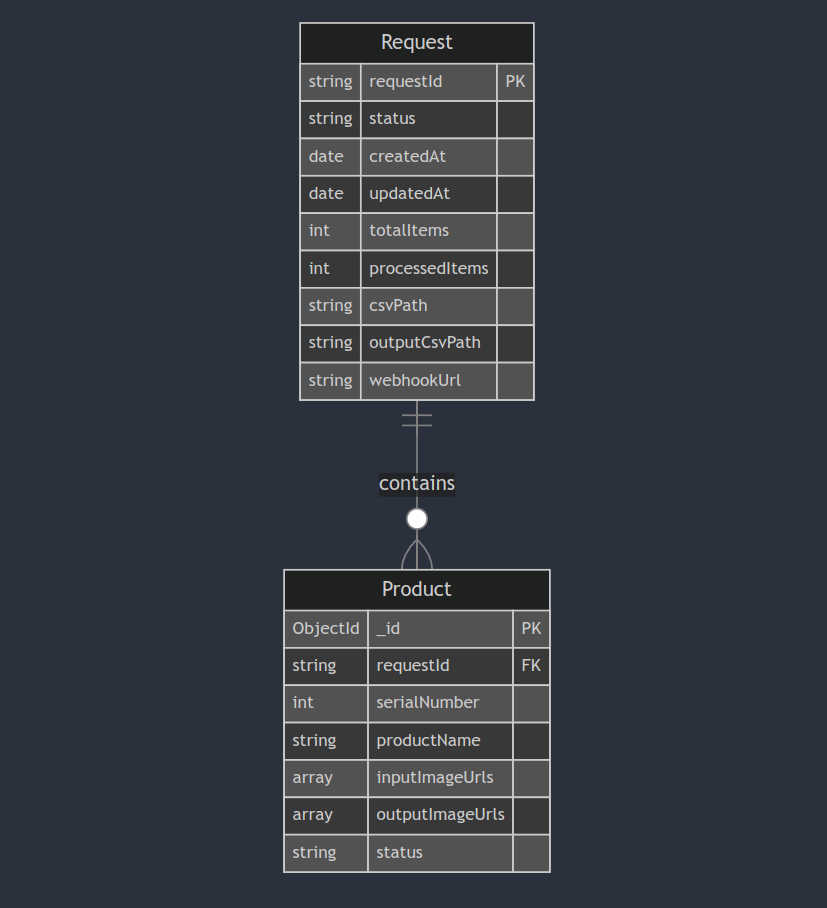 Request
string requestId PK
string status
date createdAt
date updatedAt
int totalItems
int processedItems
string csvPath
string outputCsvPath
string webhookUrl
contains
Product
ObjectId _id PK
string requestId FK
int serialNumber
string productName
array inputImageUrls
array outputImageUrls
string status